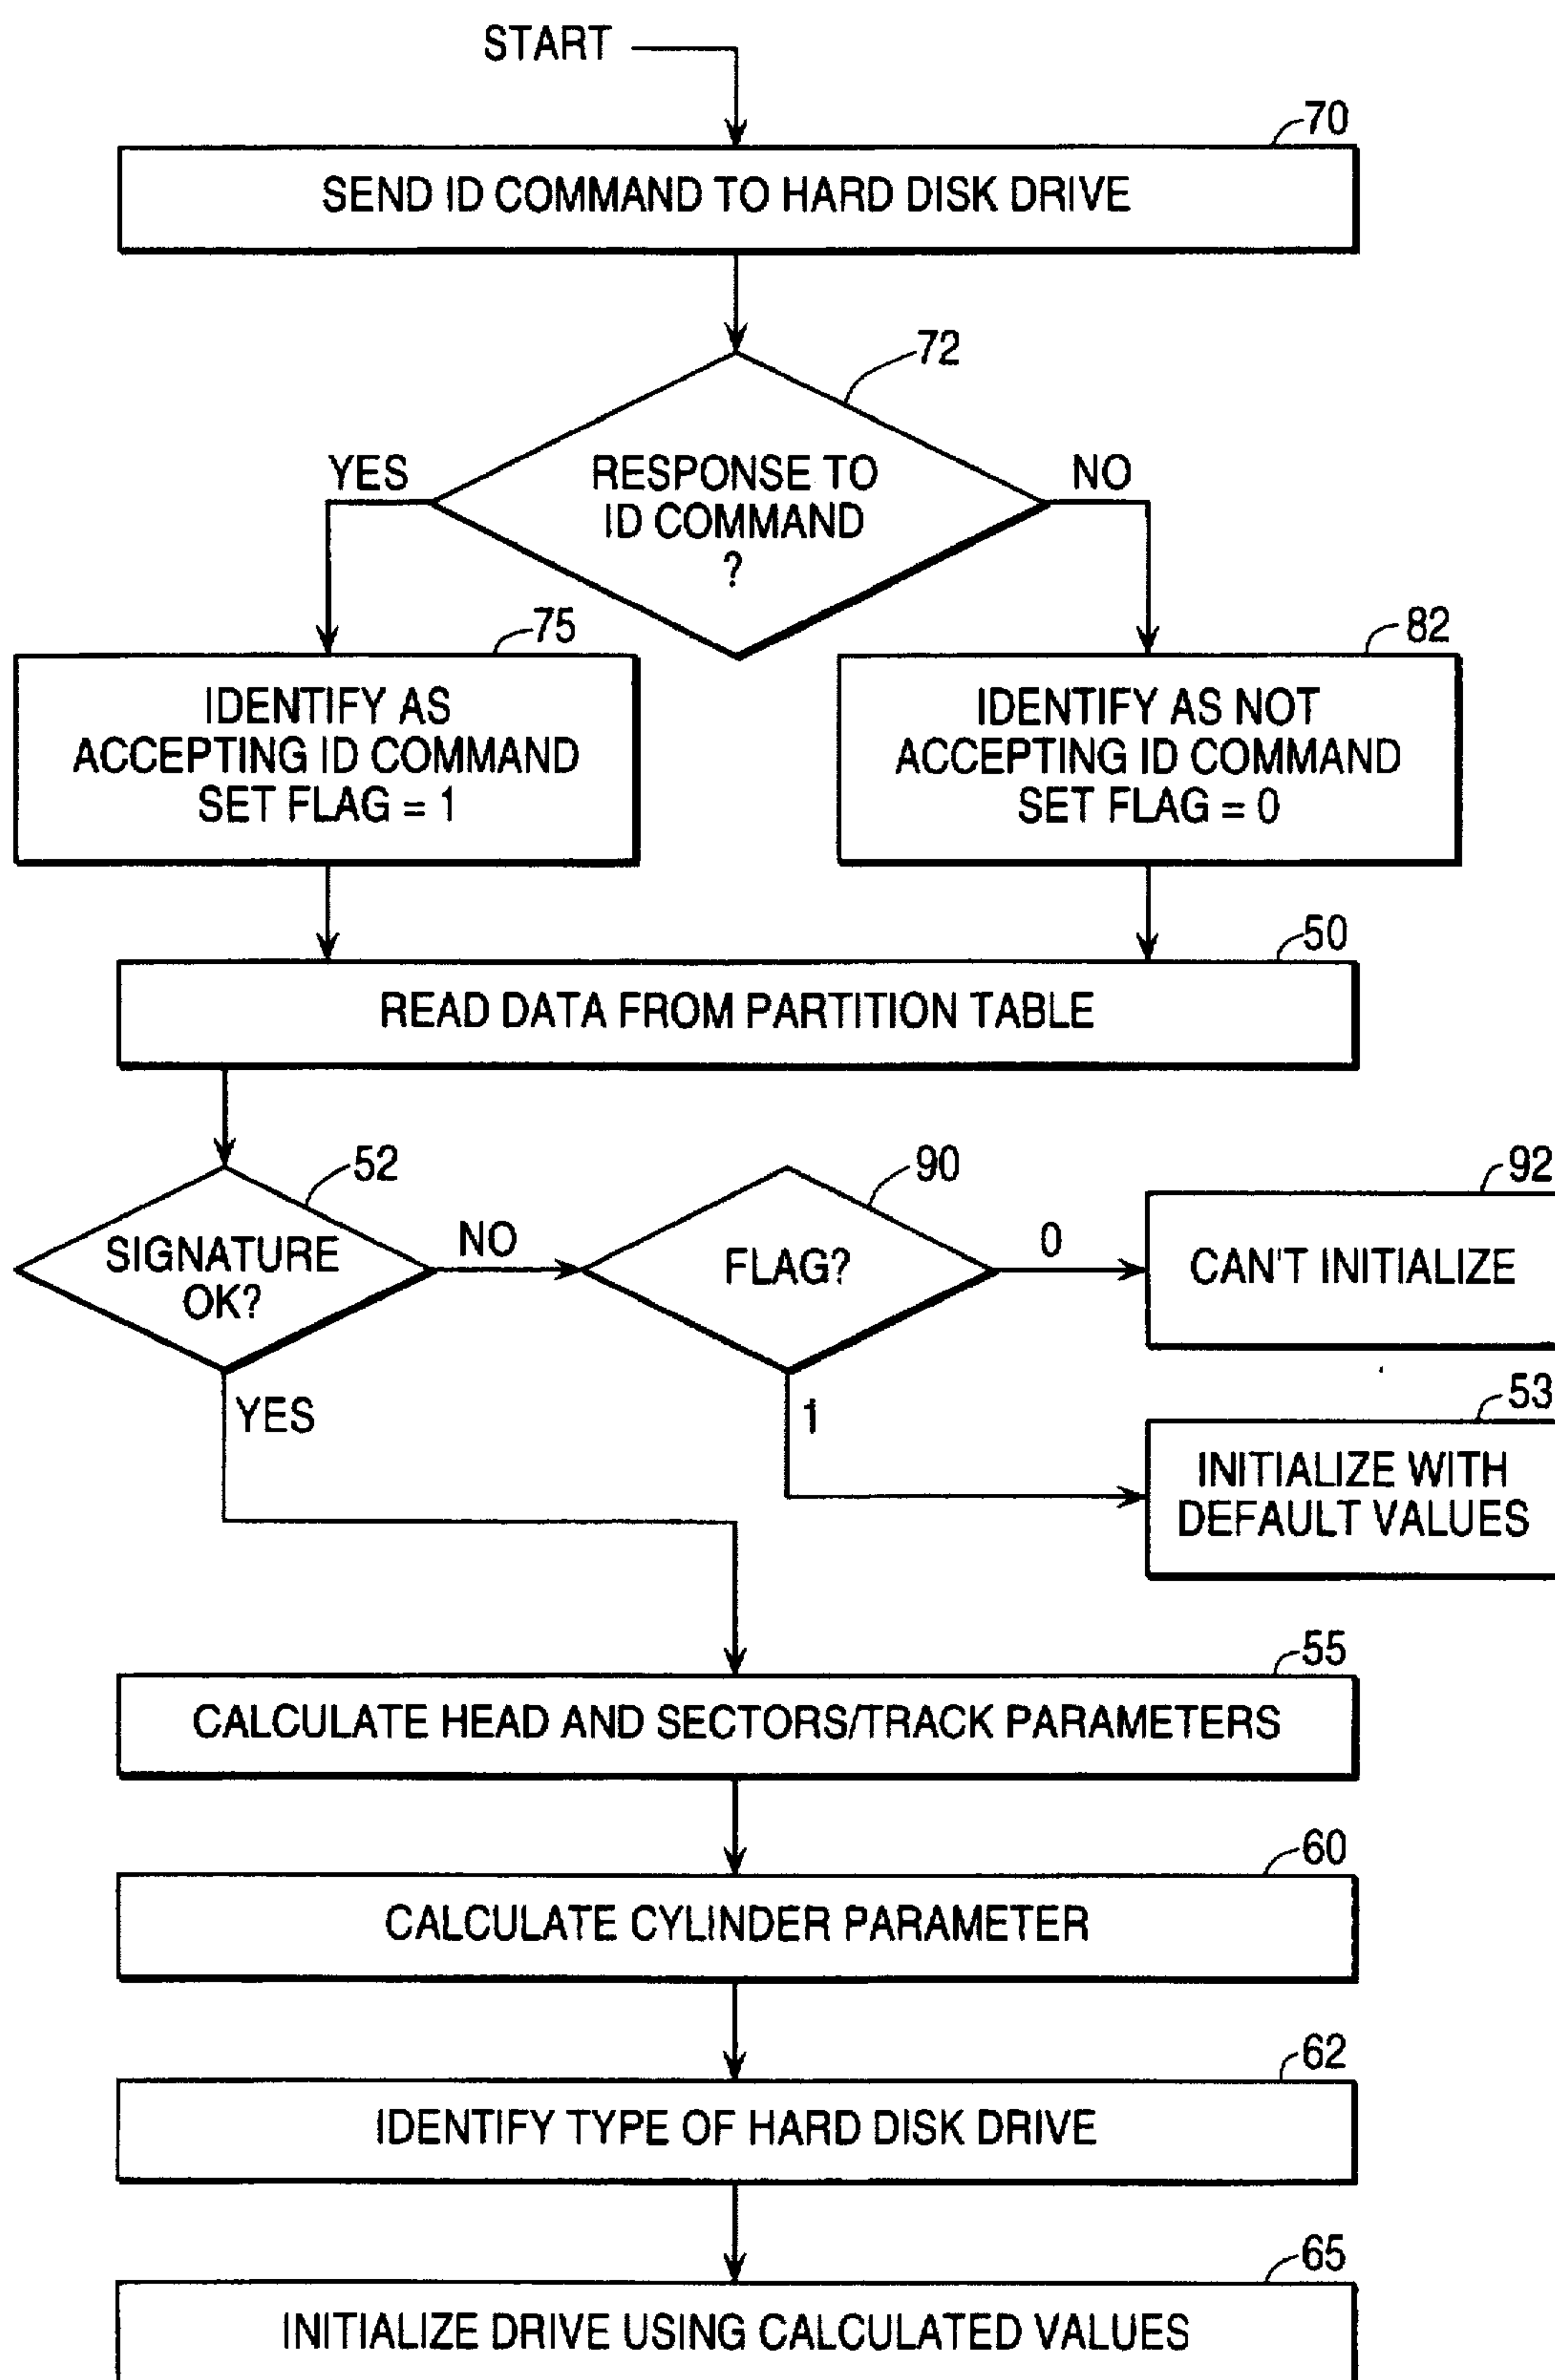 START
70
SEND ID COMMAND TO HARD DISK DRIVE
72
YES
RESPONSE TO
ID COMMAND
?
NO
75
IDENTIFY AS
ACCEPTING ID COMMAND
SET FLAG = 1
82
IDENTIFY AS NOT
ACCEPTING ID COMMAND
SET FLAG = 0
50
READ DATA FROM PARTITION TABLE
52
SIGNATURE
OK?
NO
90
FLAG?
0
92
CAN'T INITIALIZE
YES
1
53
INITIALIZE WITH
DEFAULT VALUES
55
CALCULATE HEAD AND SECTORS/TRACK PARAMETERS
60
CALCULATE CYLINDER PARAMETER
62
IDENTIFY TYPE OF HARD DISK DRIVE
65
INITIALIZE DRIVE USING CALCULATED VALUES